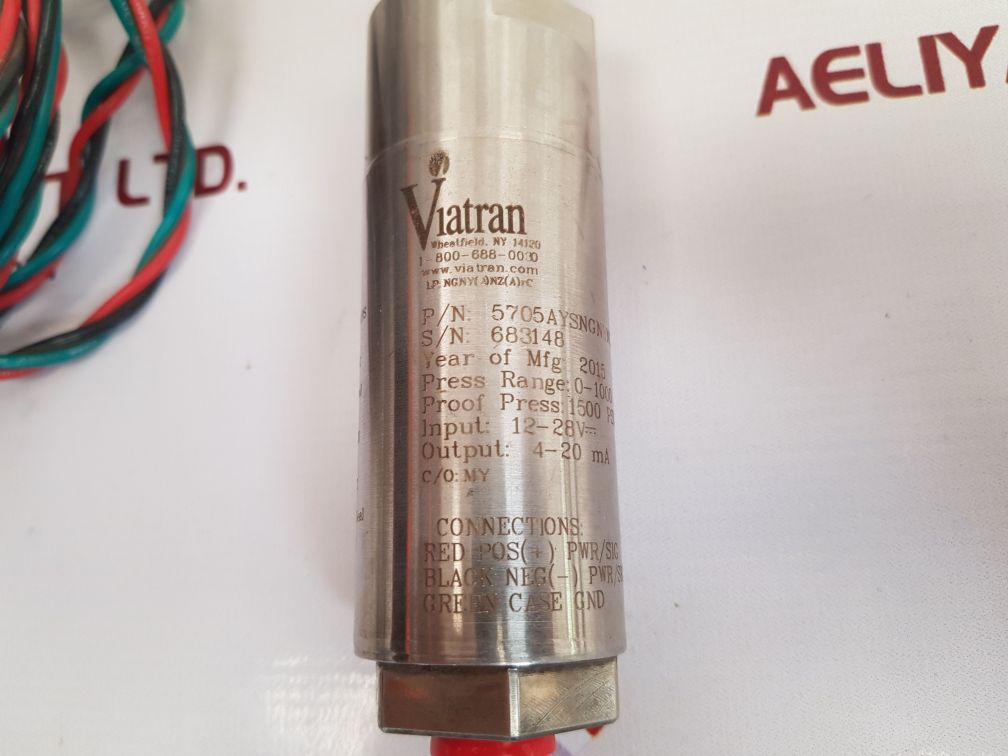 AELIY
LTD.
Viatran
Wheatfield, NY 14120
1-800-688-0030
www.viatran.com
P/N: 5705AYSNGN
S/N: 683148
Year of Mfg: 2015
Press Range: 0-1000
Proof Press: 1500 PS
Input: 12-28V⎓
Output: 4-20 mA
C/O: MY
CONNECTIONS:
RED POS(+) PWR/SIG
BLACK NEG(-) PWR/S
GREEN CASE GND